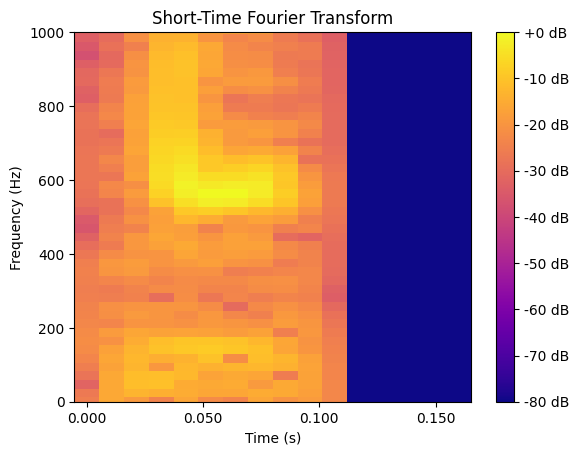 Short-Time Fourier Transform
1000
800
600
400
200
0
Frequency (Hz)
0.000
0.050
0.100
0.150
Time (s)
+0 dB
-10 dB
-20 dB
-30 dB
-40 dB
-50 dB
-60 dB
-70 dB
-80 dB